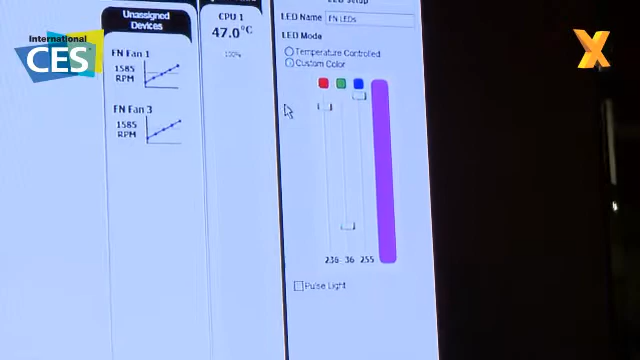 International
CES
X
Unassigned
Devices
FN Fan 1
1585
RPM
FN Fan 3
1585
RPM
CPU 1
47.0°C
100%
LED Setup
LED Name
FN LEDs
LED Mode
Temperature Controlled
Custom Color
236 36 255
Pulse Light